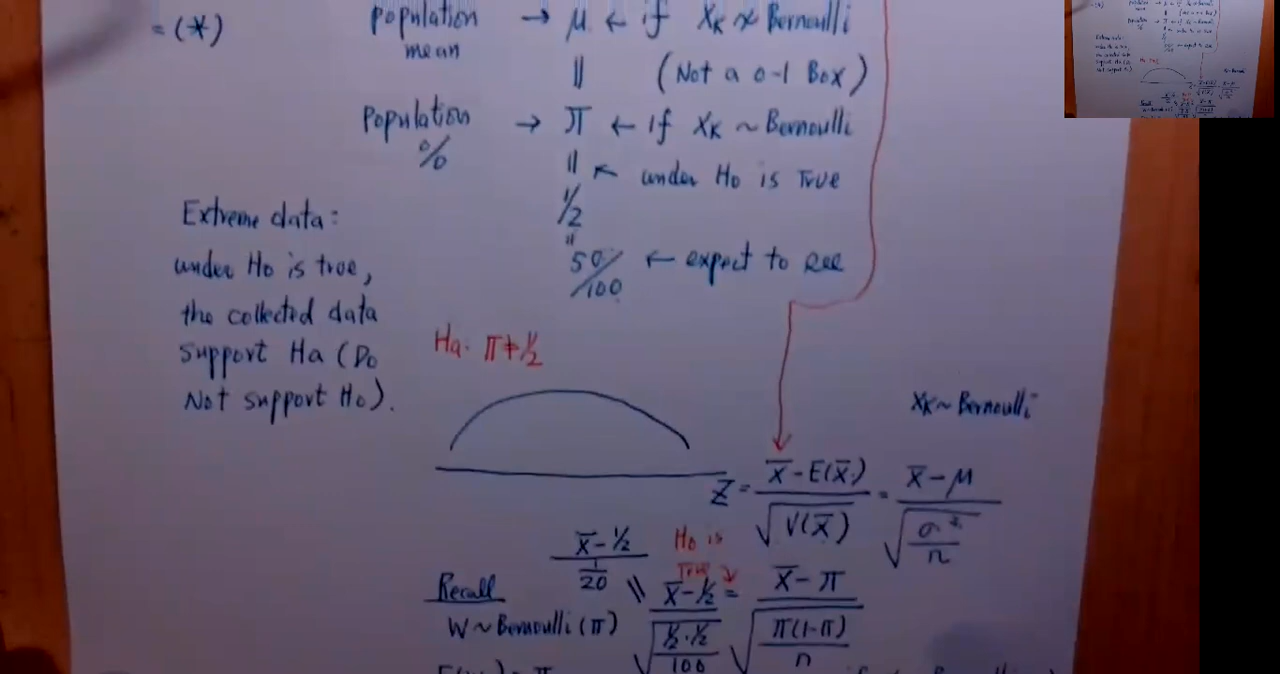 = (*)
population mean → μ ← if Xk ≁ Bernoulli
|| (Not a 0-1 Box)
Population % → π ← if Xk ~ Bernoulli
|| ← under Ho is True
1/2
||
50/100 ← expect to see
Extreme data:
under Ho is true,
the collected data
support Ha (Do
Not support Ho).
Ha: π ≠ 1/2
Xk ~ Bernoulli
Z = (X̄ - E(X̄)) / √V(X̄) = (X̄ - μ) / √(σ²/n)
(X̄ - 1/2) / (1/20) || (X̄ - 1/2) / √(1/2 · 1/2 / 100) = (X̄ - π) / √(π(1-π)/n)
Ho is
True
Recall
W ~ Bernoulli (π)